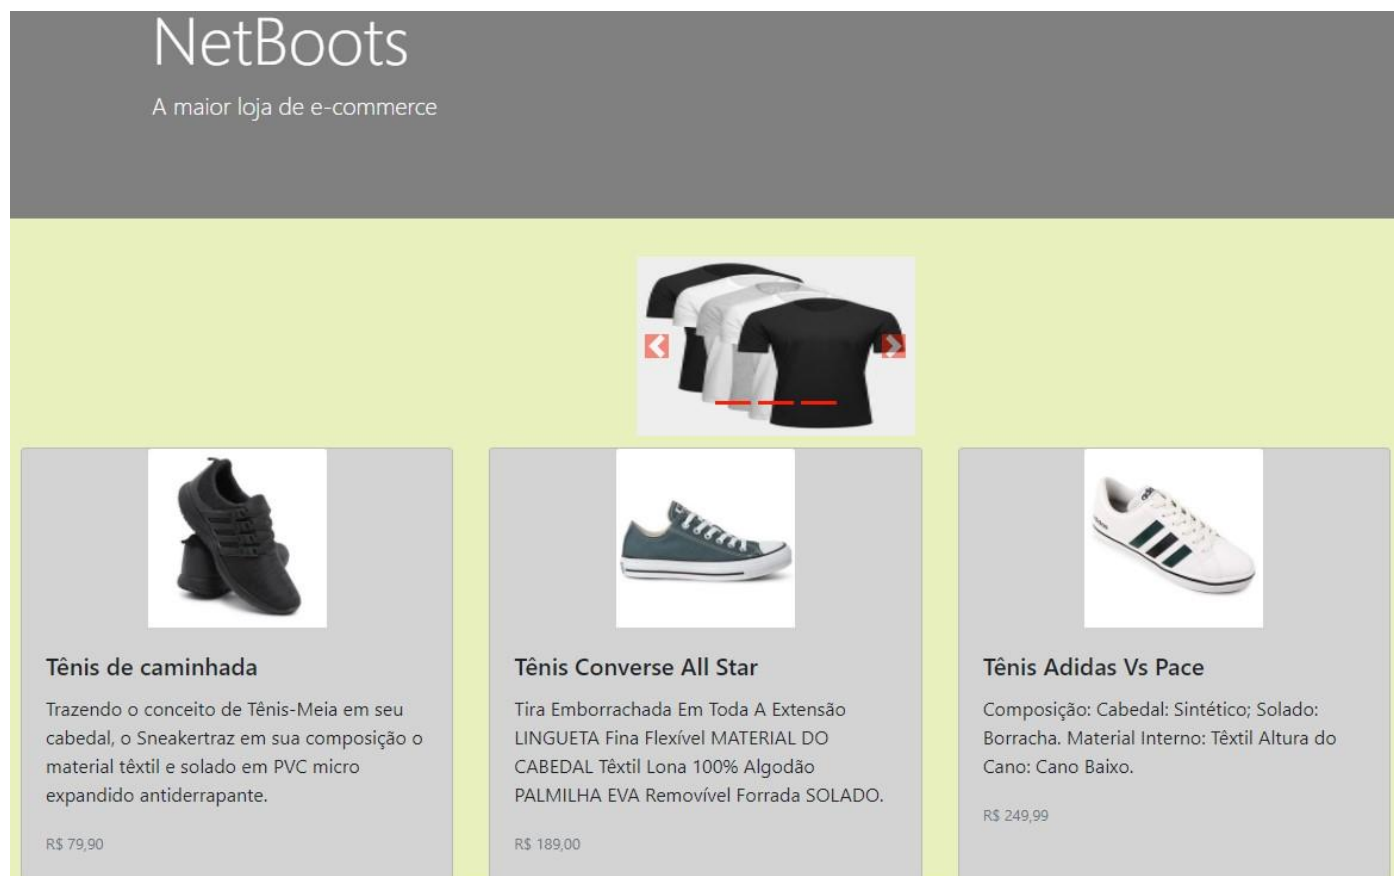 NetBoots
A maior loja de e-commerce
Tênis de caminhada
Trazendo o conceito de Tênis-Meia em seu
cabedal, o Sneakertraz em sua composição o
material têxtil e solado em PVC micro
expandido antiderrapante.
R$ 79,90
Tênis Converse All Star
Tira Emborrachada Em Toda A Extensão
LINGUETA Fina Flexível MATERIAL DO
CABEDAL Têxtil Lona 100% Algodão
PALMILHA EVA Removível Forrada SOLADO.
R$ 189,00
Tênis Adidas Vs Pace
Composição: Cabedal: Sintético; Solado:
Borracha. Material Interno: Têxtil Altura do
Cano: Cano Baixo.
R$ 249,99